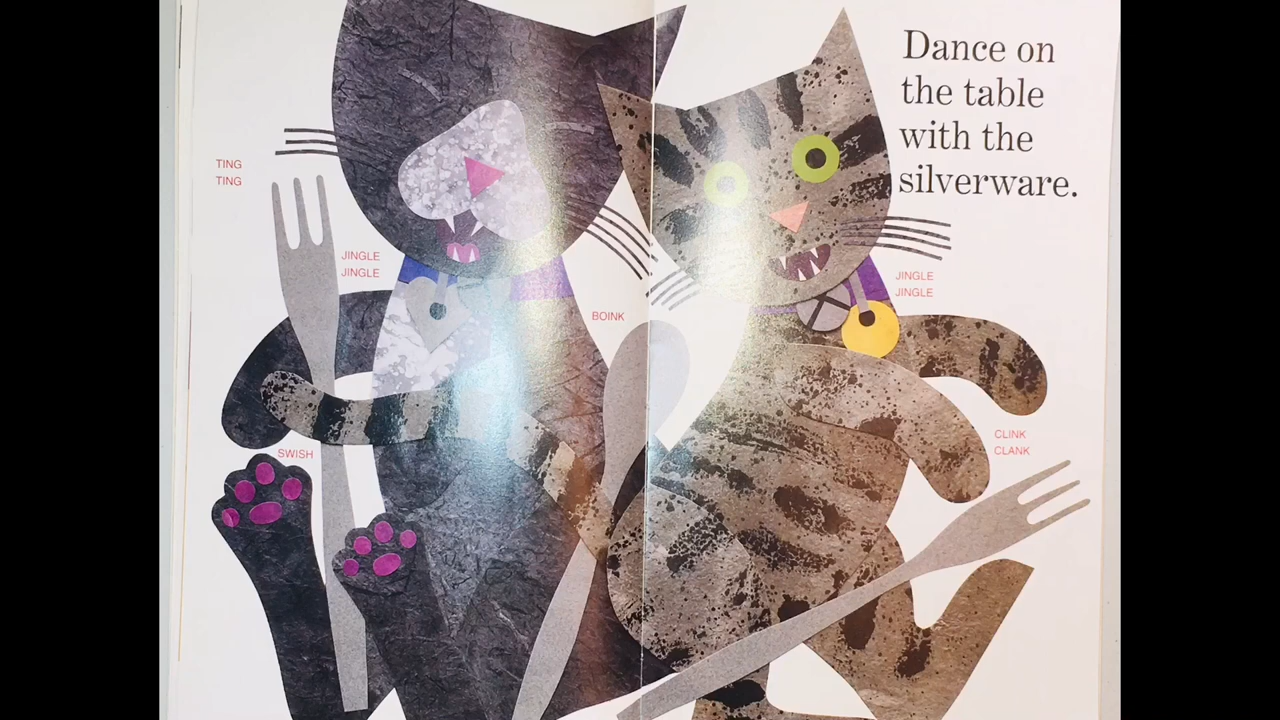 Dance on
the table
with the
silverware.
TING
TING
JINGLE
JINGLE
BOINK
JINGLE
JINGLE
SWISH
CLINK
CLANK